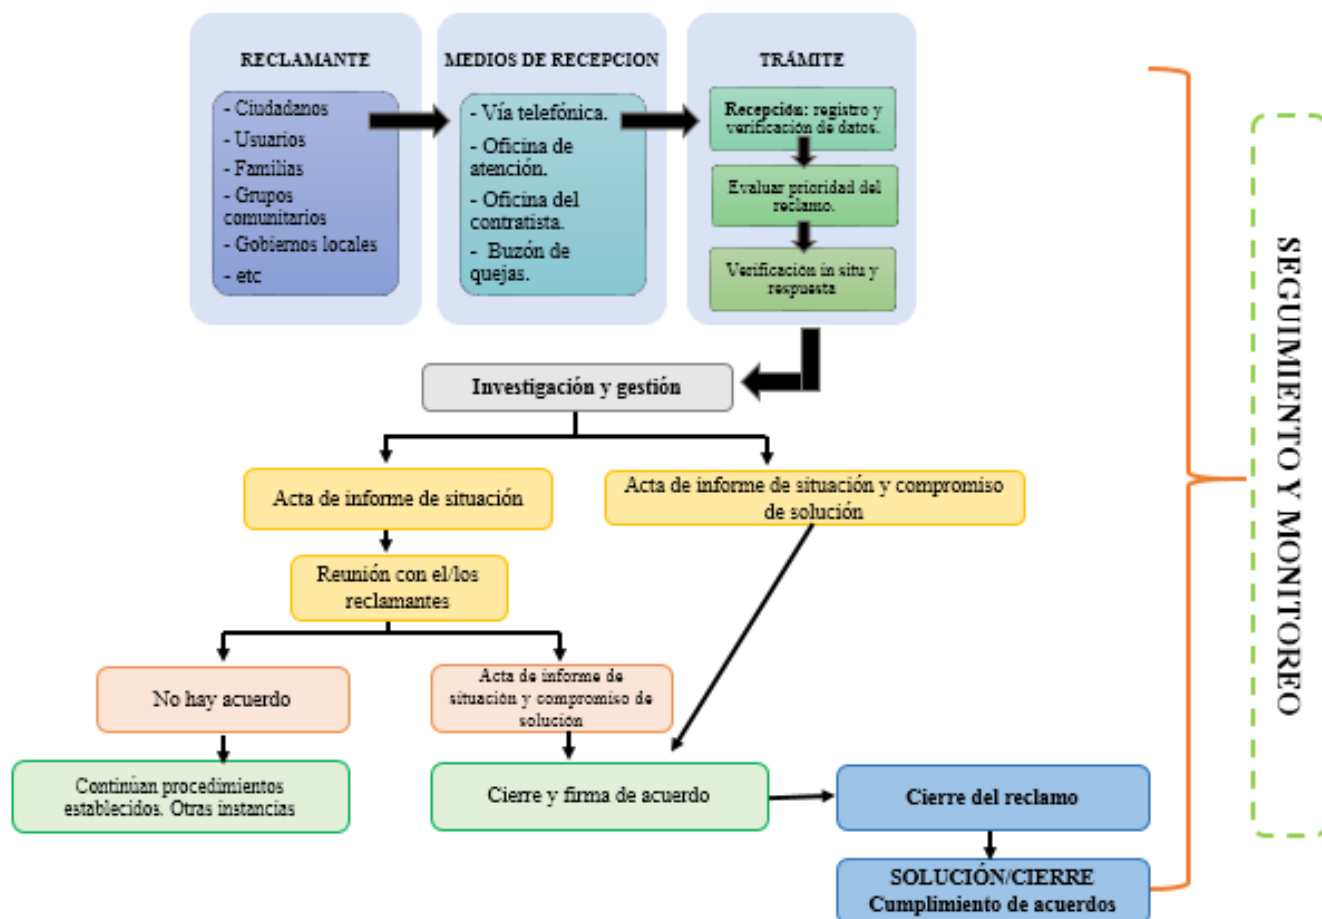 RECLAMANTE
- Ciudadanos
- Usuarios
- Familias
- Grupos
comunitarios
- Gobiernos locales
- etc
MEDIOS DE RECEPCION
- Vía telefónica.
- Oficina de
atención.
- Oficina del
contratista.
- Buzón de
quejas.
TRÁMITE
Recepción: registro y
verificación de datos.
Evaluar prioridad del
reclamo.
Verificación in situ y
respuesta
Investigación y gestión
Acta de informe de situación
Acta de informe de situación y compromiso
de solución
Reunión con el/los
reclamantes
No hay acuerdo
Acta de informe de
situación y compromiso de
solución
Continúan procedimientos
establecidos. Otras instancias
Cierre y firma de acuerdo
Cierre del reclamo
SOLUCIÓN/CIERRE
Cumplimiento de acuerdos
SEGUIMIENTO Y MONITOREO